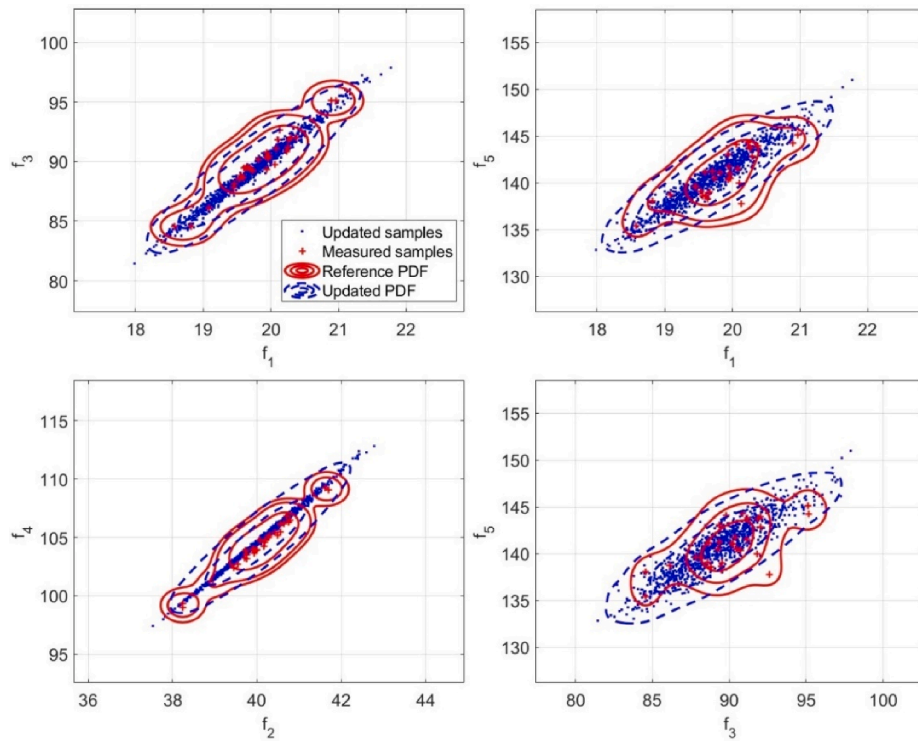 100
95
90
85
80
f3
18 19 20 21 22
f1
Updated samples
Measured samples
Reference PDF
Updated PDF
155
150
145
140
135
130
f5
18 19 20 21 22
f1
115
110
105
100
95
f4
36 38 40 42 44
f2
155
150
145
140
135
130
f5
80 85 90 95 100
f3